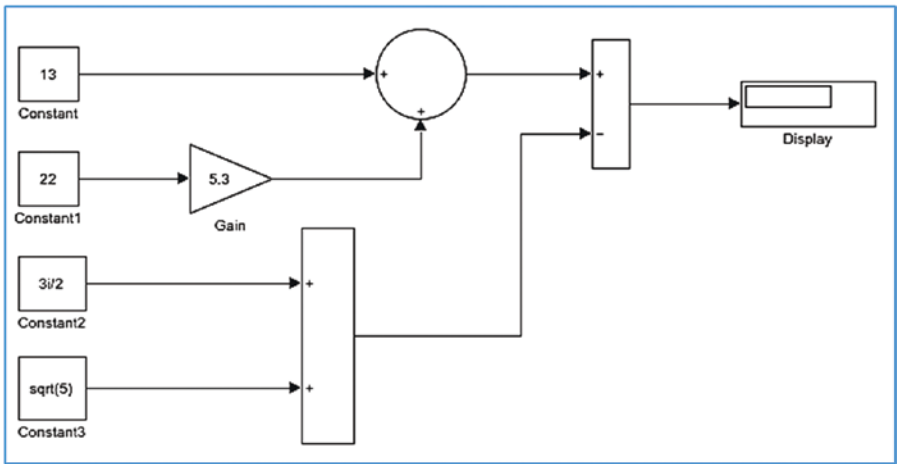 13
+
+
Constant
+
−
Display
22
5.3
Constant1
Gain
3i/2
+
Constant2
sqrt(5)
+
Constant3